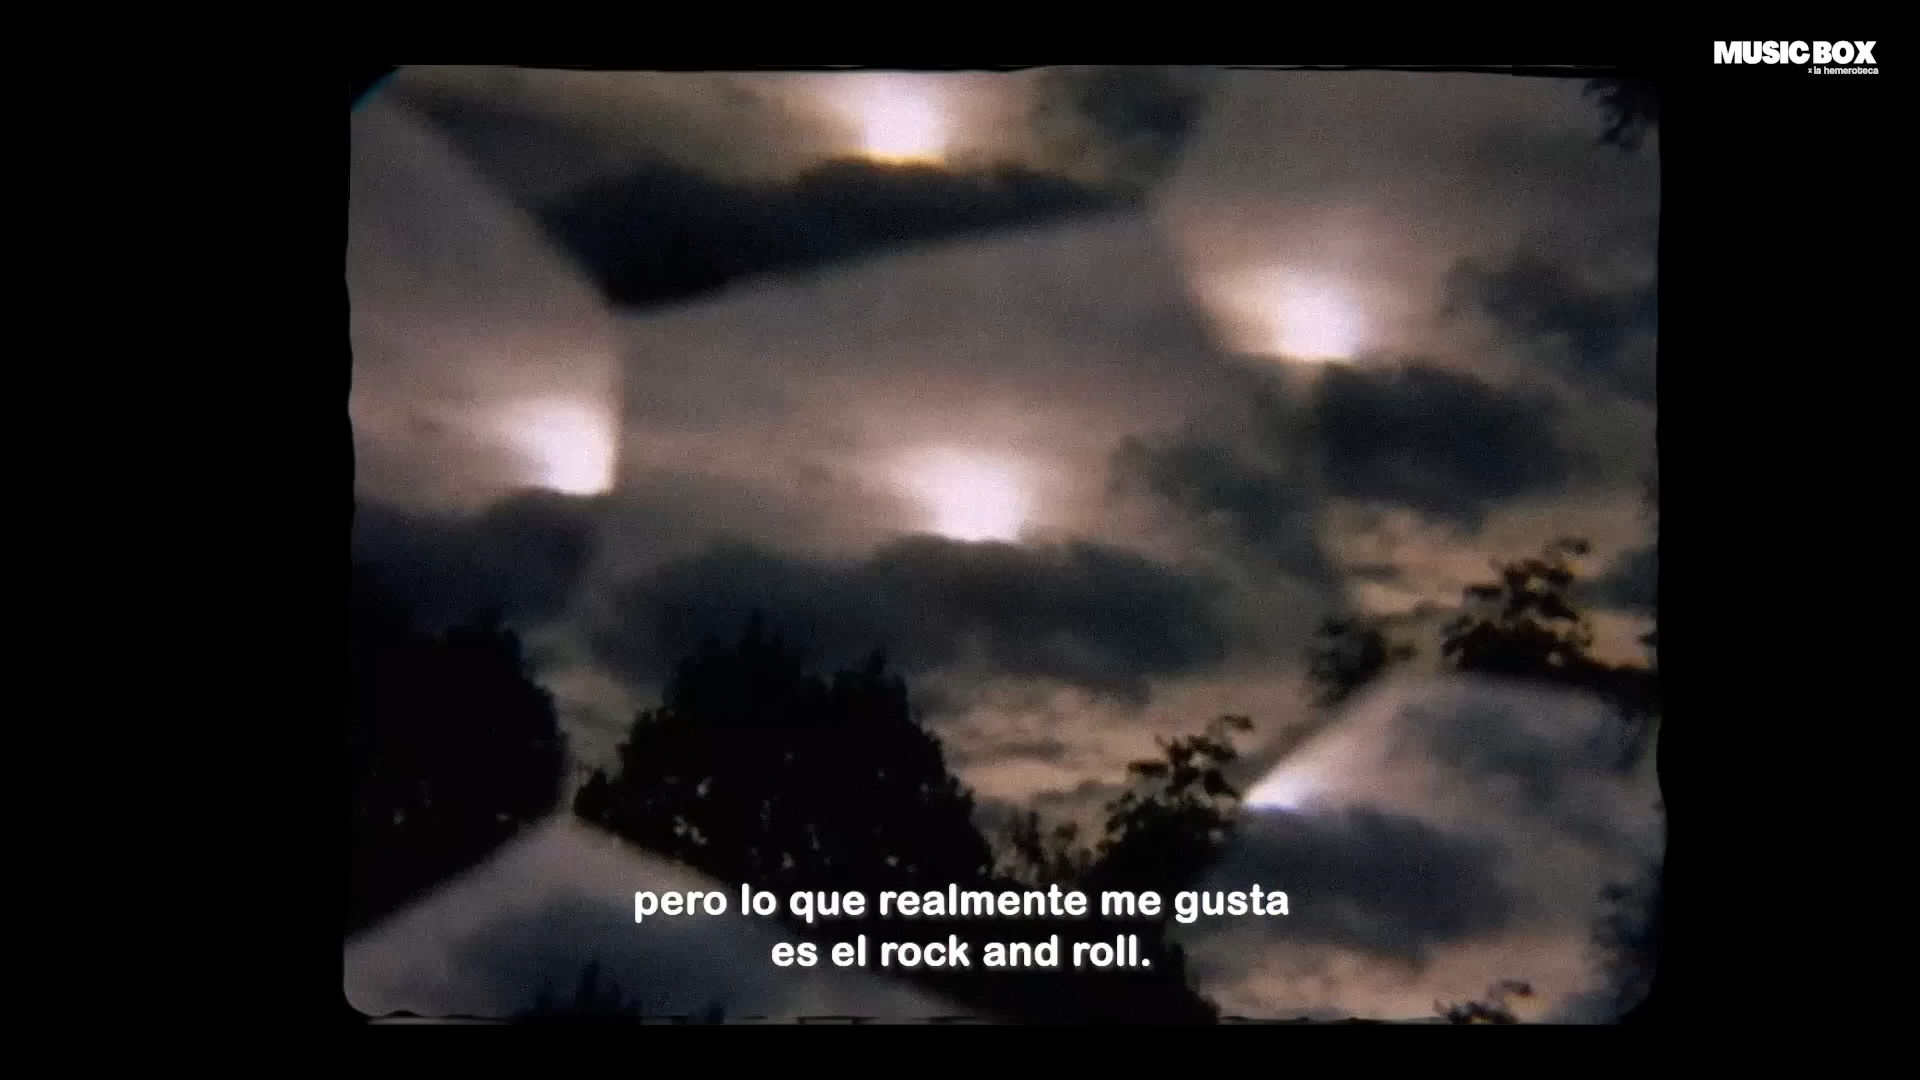 MUSIC BOX
x la hemeroteca
pero lo que realmente me gusta
es el rock and roll.